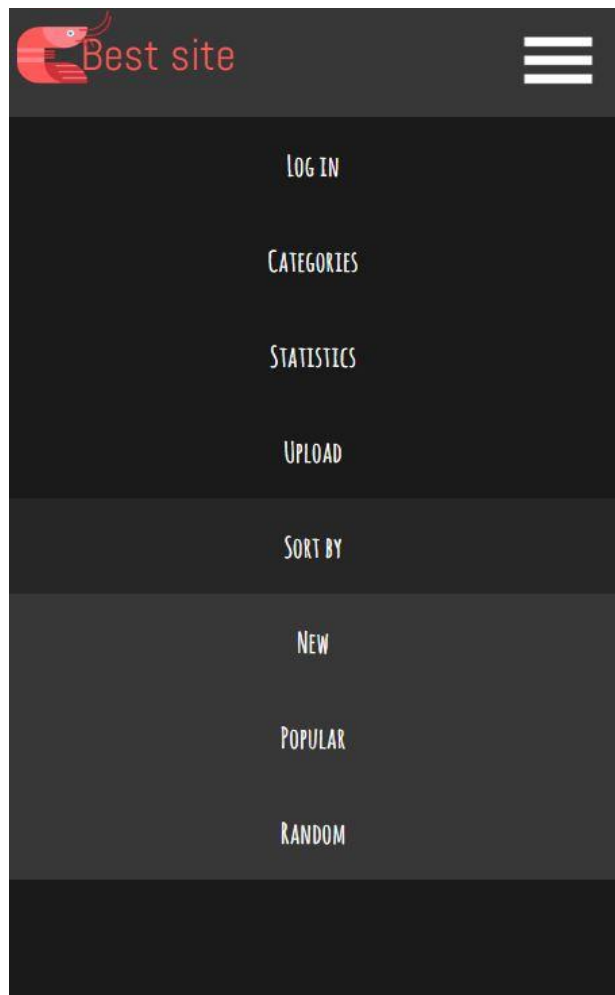 Best site
Log in
Categories
Statistics
Upload
Sort by
New
Popular
Random